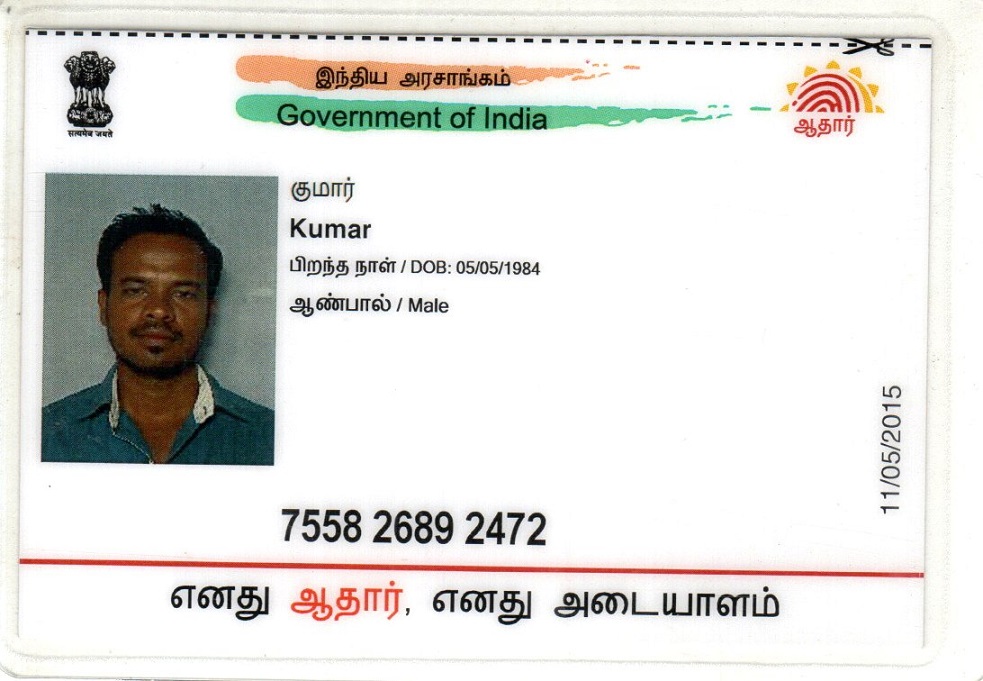 இந்திய அரசாங்கம்
Government of India
सत्यमेव जयते
ஆதார்
குமார்
Kumar
பிறந்த நாள் / DOB: 05/05/1984
ஆண்பால் / Male
11/05/2015
7558 2689 2472
எனது ஆதார், எனது அடையாளம்